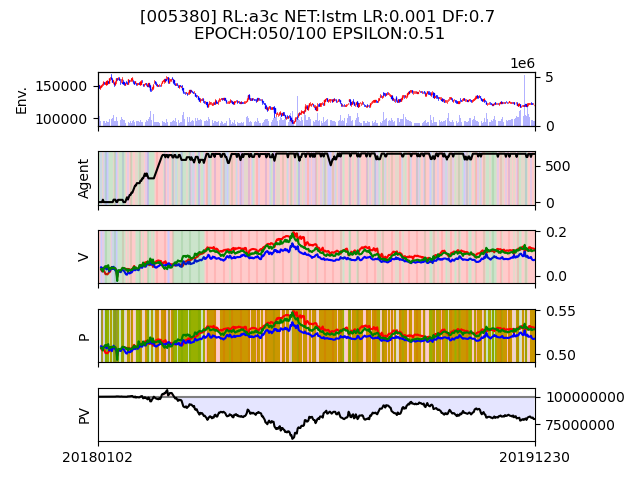 [005380] RL:a3c NET:lstm LR:0.001 DF:0.7
EPOCH:050/100 EPSILON:0.51
1e6
Env.
150000
100000
5
0
Agent
500
0
V
0.2
0.0
P
0.55
0.50
PV
100000000
75000000
20180102
20191230